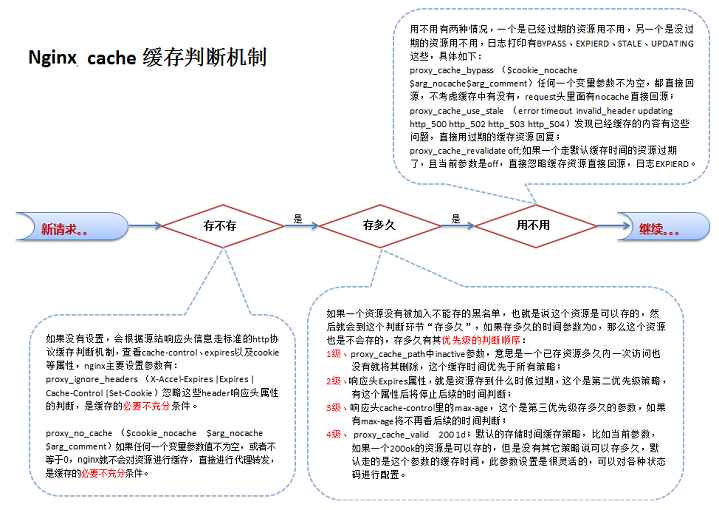 Nginx cache 缓存判断机制
用不用有两种情况，一个是已经过期的资源用不用，另一个是没过
期的资源用不用，日志打印有BYPASS、EXPIERD、STALE、UPDATING
这些，具体如下：
proxy_cache_bypass （$cookie_nocache
$arg_nocache$arg_comment）任何一个变量参数不为空，都直接回
源，不考虑缓存中有没有，request头里面有nocache直接回源；
proxy_cache_use_stale （error timeout invalid_header updating
http_500 http_502 http_503 http_504）发现已经缓存的内容有这些
问题，直接用过期的缓存资源回复；
proxy_cache_revalidate off;如果一个走默认缓存时间的资源过期
了，且当前参数是off，直接忽略缓存资源直接回源，日志EXPIERD。
新请求。。
存不存
是
存多久
是
用不用
继续。。。
如果没有设置，会根据源站响应头信息走标准的http协
议缓存判断机制，查看cache-control、expires以及cookie
等属性，nginx主要设置参数有：
proxy_ignore_headers （X-Accel-Expires |Expires |
Cache-Control |Set-Cookie）忽略这些header响应头属性
的判断，是缓存的必要不充分条件。
proxy_no_cache （$cookie_nocache $arg_nocache
$arg_comment）如果任何一个变量参数值不为空，或者不
等于0，nginx就不会对资源进行缓存，直接进行代理转发，
是缓存的必要不充分条件。
如果一个资源没有被加入不能存的黑名单，也就是说这个资源是可以存的，然
后就会到这个判断环节“存多久”，如果存多久的时间参数为0，那么这个资源
也是不会存的，存多久有其优先级的判断顺序：
1级、proxy_cache_path中inactive参数，意思是一个已存资源多久内一次访问也
没有就将其删除，这个缓存时间优先于所有策略；
2级、响应头Expires属性，就是资源存到什么时候过期，这个是第二优先级策略，
有这个属性后将停止后续的时间判断；
3级、响应头cache-control里的max-age，这个是第三优先级存多久的参数，如果
有max-age将不再看后续的时间判断；
4级、 proxy_cache_valid 200 1d；默认的存储时间缓存策略，比如当前参数，
如果一个200ok的资源是可以存的，但是没有其它策略说可以存多久，默
认走的是这个参数的缓存时间，此参数设置是很灵活的，可以对各种状态
码进行配置。